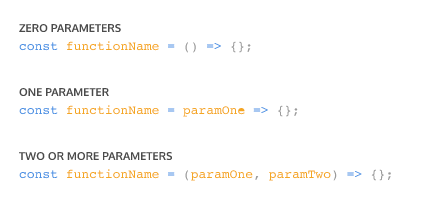 ZERO PARAMETERS
const functionName = () => {};
ONE PARAMETER
const functionName = paramOne => {};
TWO OR MORE PARAMETERS
const functionName = (paramOne, paramTwo) => {};